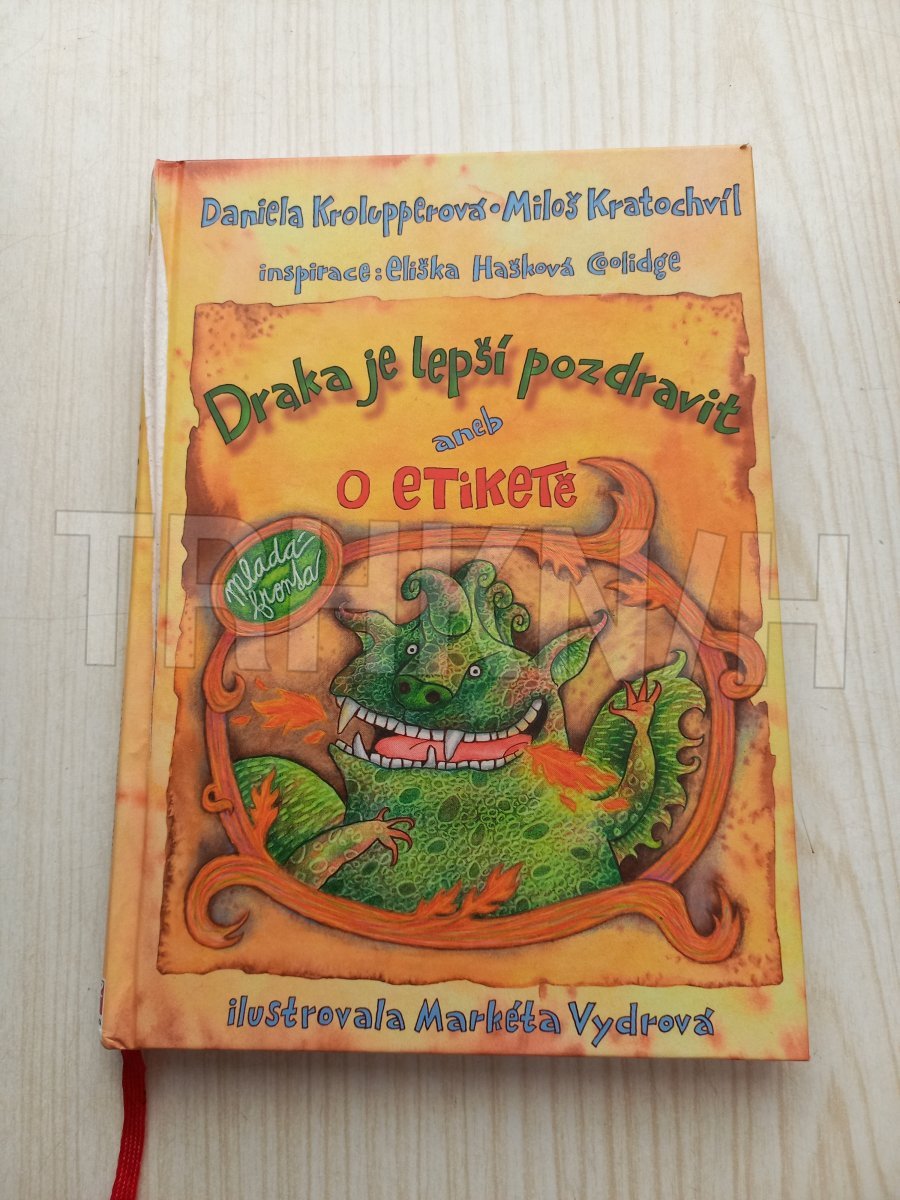 Daniela Krolupperová • Miloš Kratochvíl
inspirace: eliška Hašková Coolidge
Draka je lepší pozdravit
aneb
O ETiKETě
mladá
fronta
TRHKNIH
ilustrovala Markéta Vydrová